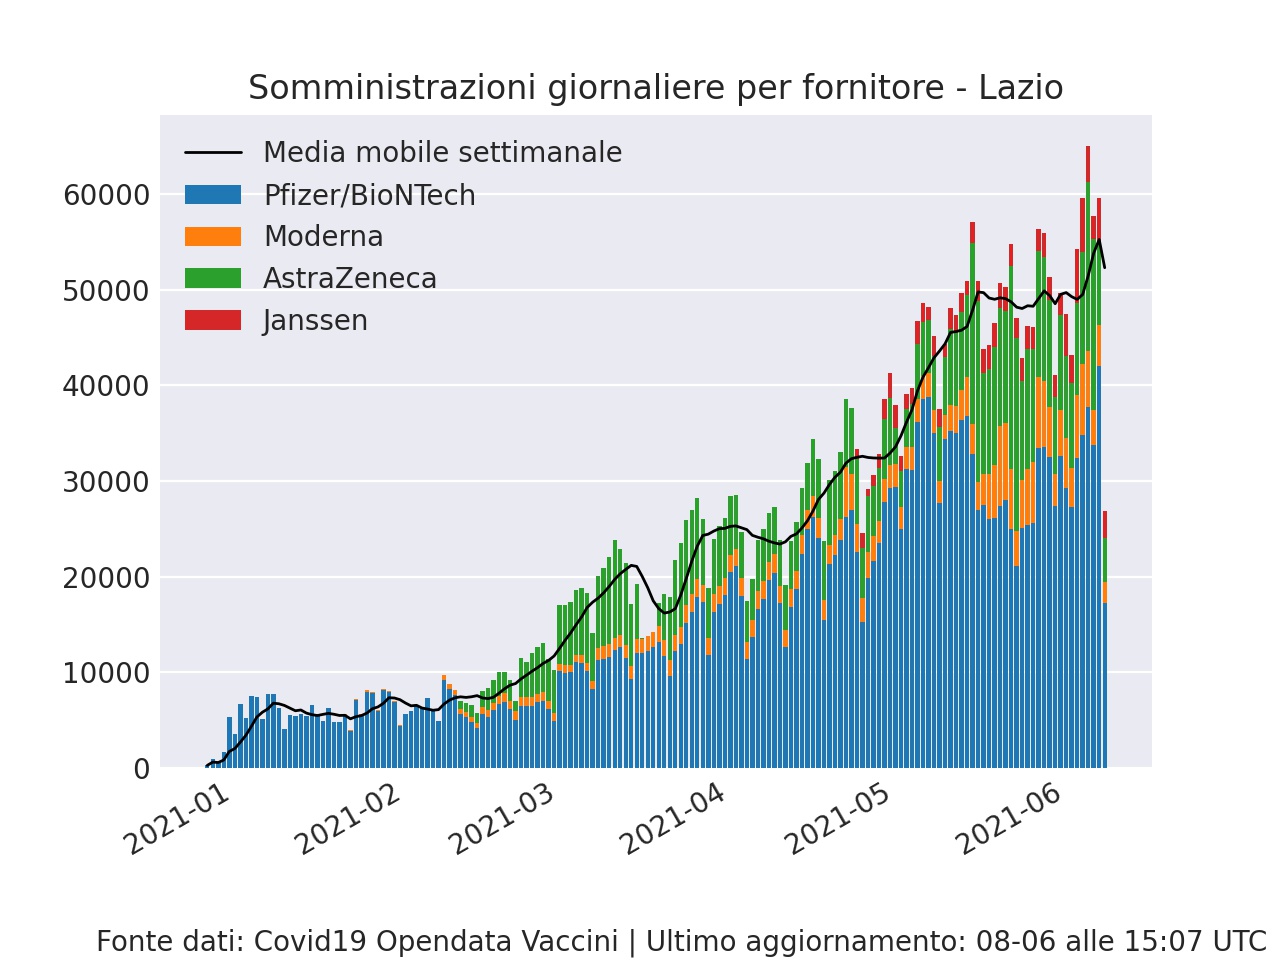 Somministrazioni giornaliere per fornitore - Lazio
Media mobile settimanale
Pfizer/BioNTech
Moderna
AstraZeneca
Janssen
60000
50000
40000
30000
20000
10000
0
2021-01
2021-02
2021-03
2021-04
2021-05
2021-06
Fonte dati: Covid19 Opendata Vaccini | Ultimo aggiornamento: 08-06 alle 15:07 UTC